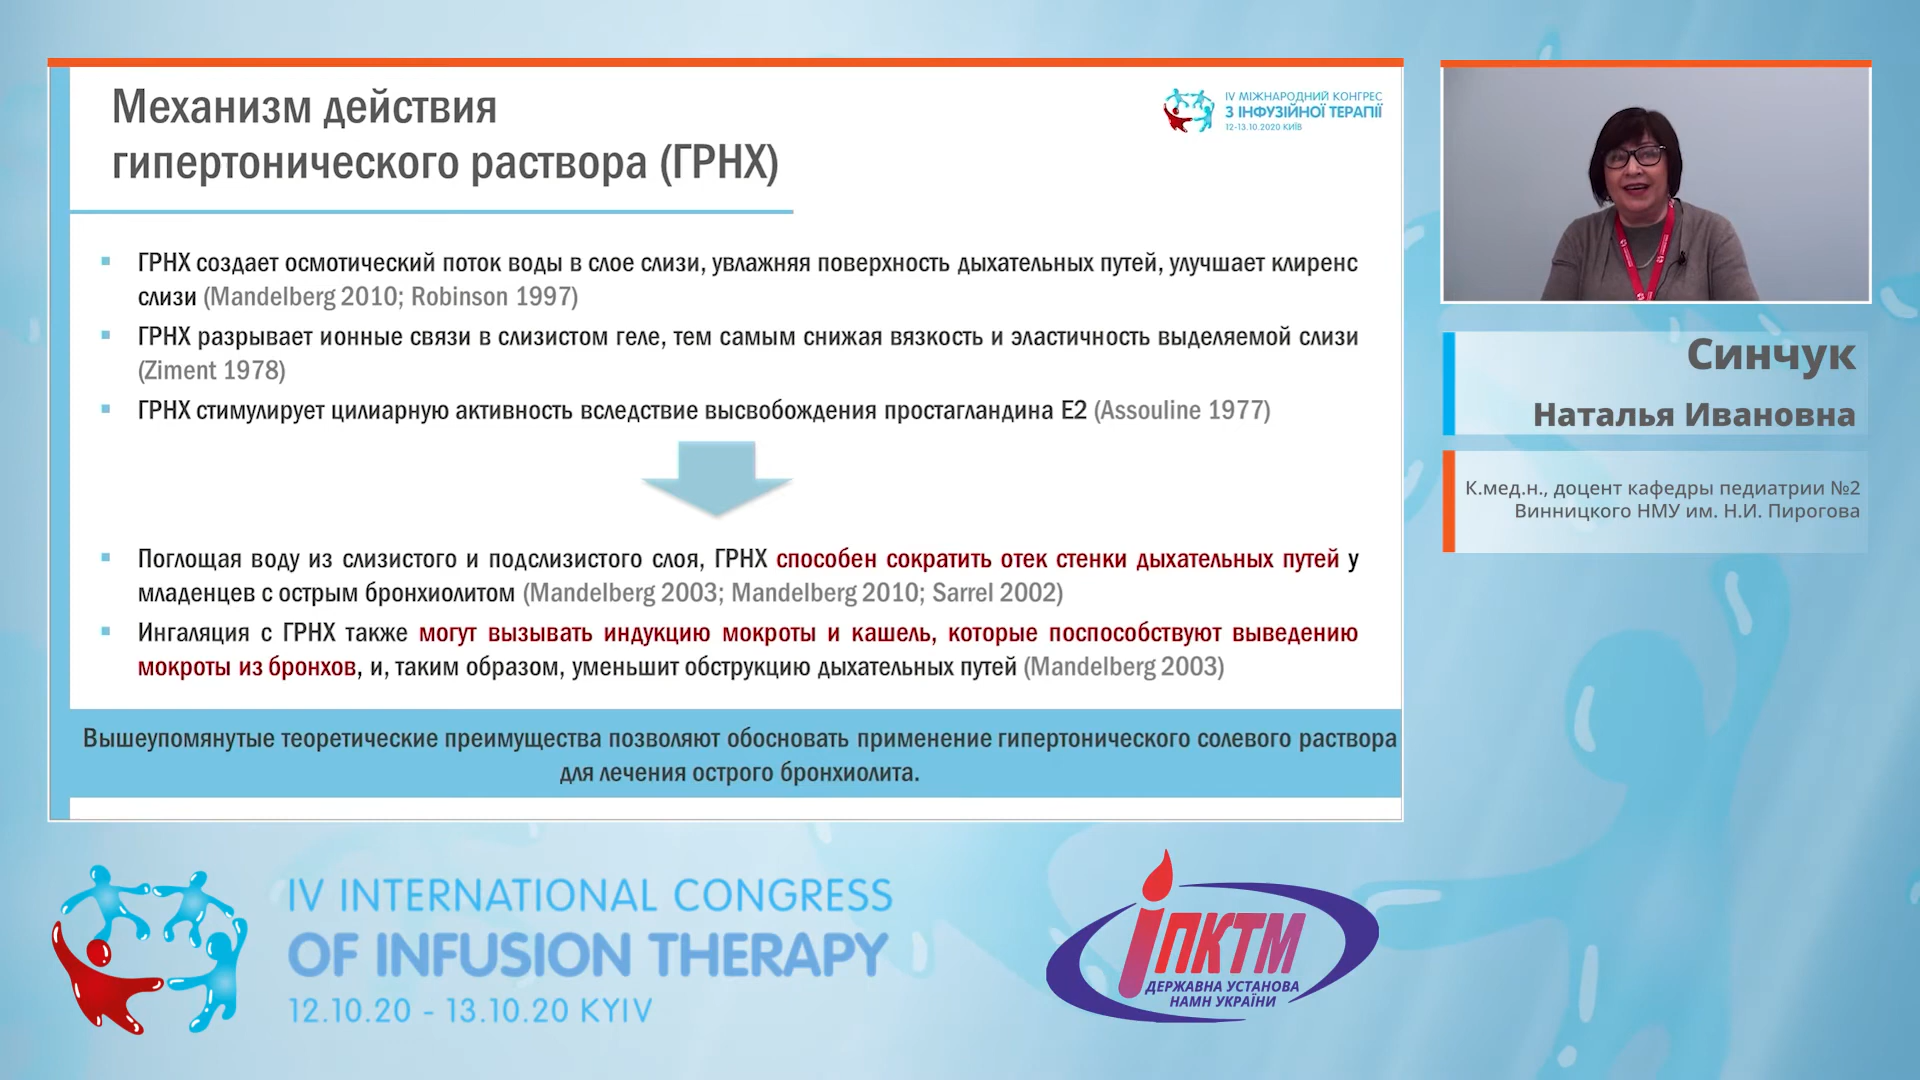 Механизм действия
гипертонического раствора (ГРНХ)
IV МІЖНАРОДНИЙ КОНГРЕС
З ІНФУЗІЙНОЇ ТЕРАПІЇ
12-13.10.2020 КИЇВ
ГРНХ создает осмотический поток воды в слое слизи, увлажняя поверхность дыхательных путей, улучшает клиренс
слизи (Mandelberg 2010; Robinson 1997)
ГРНХ разрывает ионные связи в слизистом геле, тем самым снижая вязкость и эластичность выделяемой слизи
(Ziment 1978)
ГРНХ стимулирует цилиарную активность вследствие высвобождения простагландина E2 (Assouline 1977)
Поглощая воду из слизистого и подслизистого слоя, ГРНХ способен сократить отек стенки дыхательных путей у
младенцев с острым бронхиолитом (Mandelberg 2003; Mandelberg 2010; Sarrel 2002)
Ингаляция с ГРНХ также могут вызывать индукцию мокроты и кашель, которые поспособствуют выведению
мокроты из бронхов, и, таким образом, уменьшит обструкцию дыхательных путей (Mandelberg 2003)
Вышеупомянутые теоретические преимущества позволяют обосновать применение гипертонического солевого раствора
для лечения острого бронхиолита.
Синчук
Наталья Ивановна
К.мед.н., доцент кафедры педиатрии №2
Винницкого НМУ им. Н.И. Пирогова
IV INTERNATIONAL CONGRESS
OF INFUSION THERAPY
12.10.20 - 13.10.20 KYIV
ІПКТМ
ДЕРЖАВНА УСТАНОВА
НАМН УКРАЇНИ